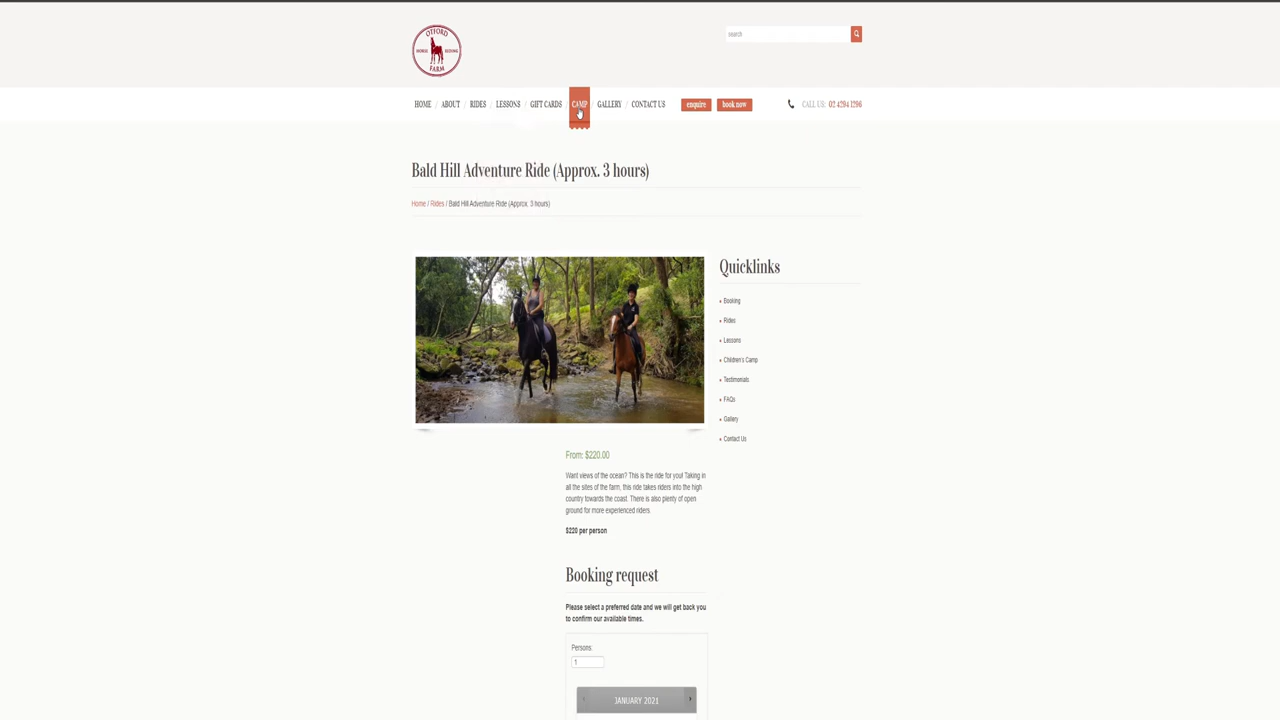 OTFORD
HORSE RIDING
FARM
search
HOME / ABOUT / RIDES / LESSONS / GIFT CARDS / CAMP / GALLERY / CONTACT US
enquire
book now
CALL US: 02 4294 1296
Bald Hill Adventure Ride (Approx. 3 hours)
Home / Rides / Bald Hill Adventure Ride (Approx. 3 hours)
Quicklinks
Booking
Rides
Lessons
Children's Camp
Testimonials
FAQs
Gallery
Contact Us
From: $220.00
Want views of the ocean? This is the ride for you! Taking in
all the sites of the farm, this ride takes riders into the high
country towards the coast. There is also plenty of open
ground for more experienced riders
$220 per person
Booking request
Please select a preferred date and we will get back you
to confirm our available times.
Persons:
1
JANUARY 2021